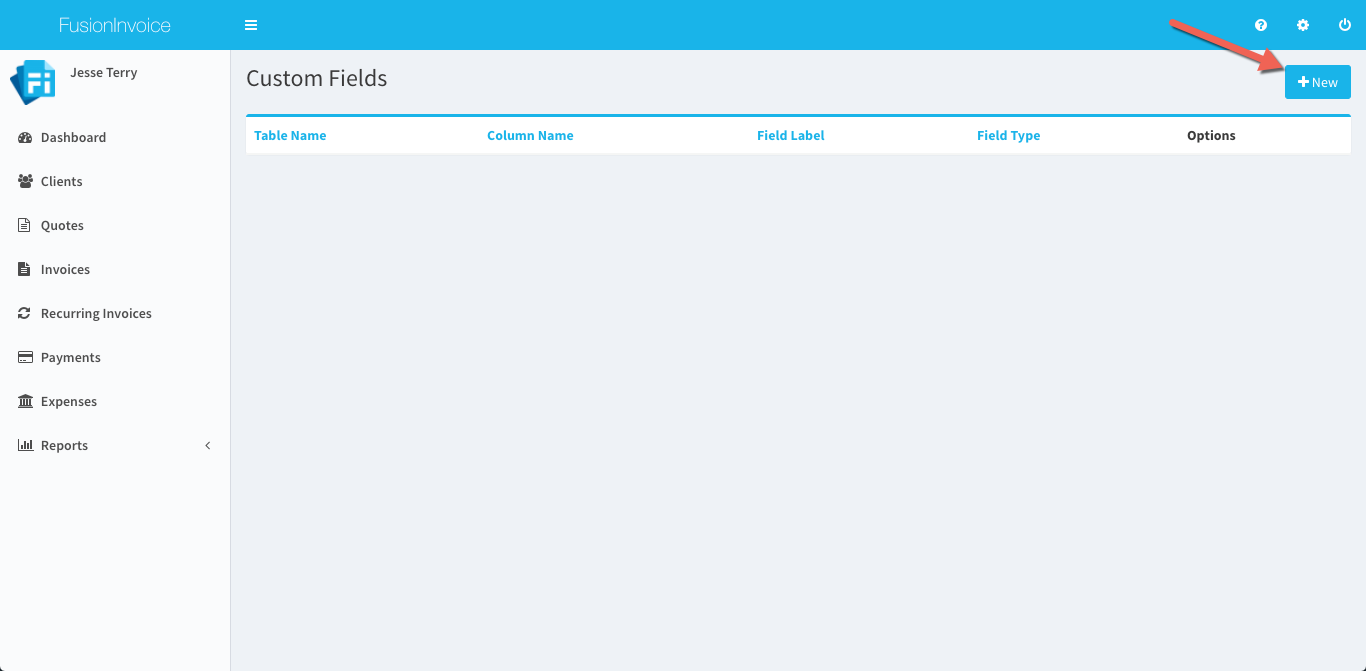 FusionInvoice
Fi
Jesse Terry
Dashboard
Clients
Quotes
Invoices
Recurring Invoices
Payments
Expenses
Reports
Custom Fields
New
Table Name Column Name Field Label Field Type Options